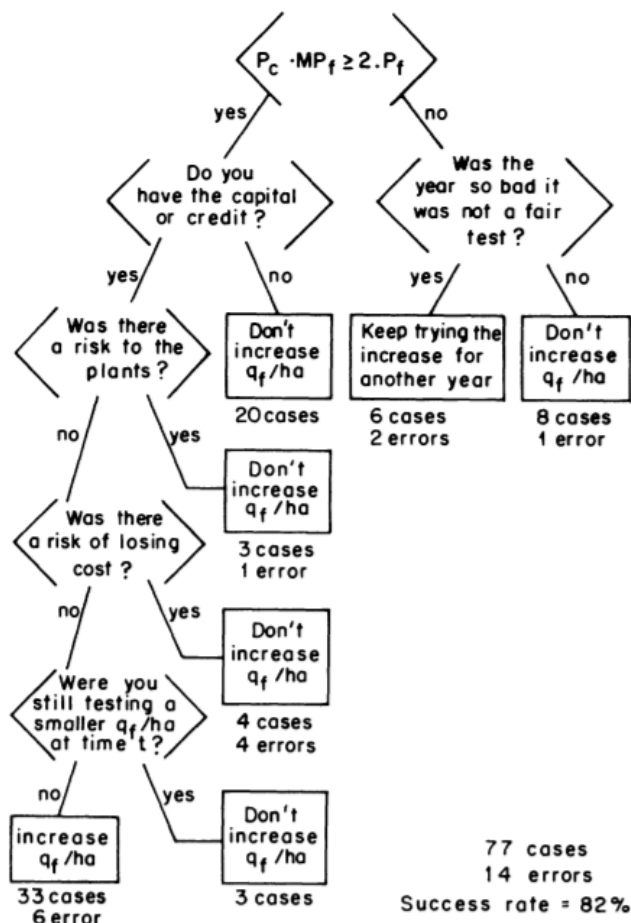 P_c · MP_f ≥ 2. P_f
yes
no
Do you
have the capital
or credit?
Was the
year so bad it
was not a fair
test?
yes
no
yes
no
Was there
a risk to the
plants?
Don't
increase
q_f/ha
20 cases
Keep trying the
increase for
another year
6 cases
2 errors
Don't
increase
q_f/ha
8 cases
1 error
no
yes
Don't
increase
q_f/ha
3 cases
1 error
Was there
a risk of losing
cost?
no
yes
Don't
increase
q_f/ha
4 cases
4 errors
Were you
still testing a
smaller q_f/ha
at time t?
no
yes
increase
q_f/ha
33 cases
6 error
Don't
increase
q_f/ha
3 cases
77 cases
14 errors
Success rate = 82%